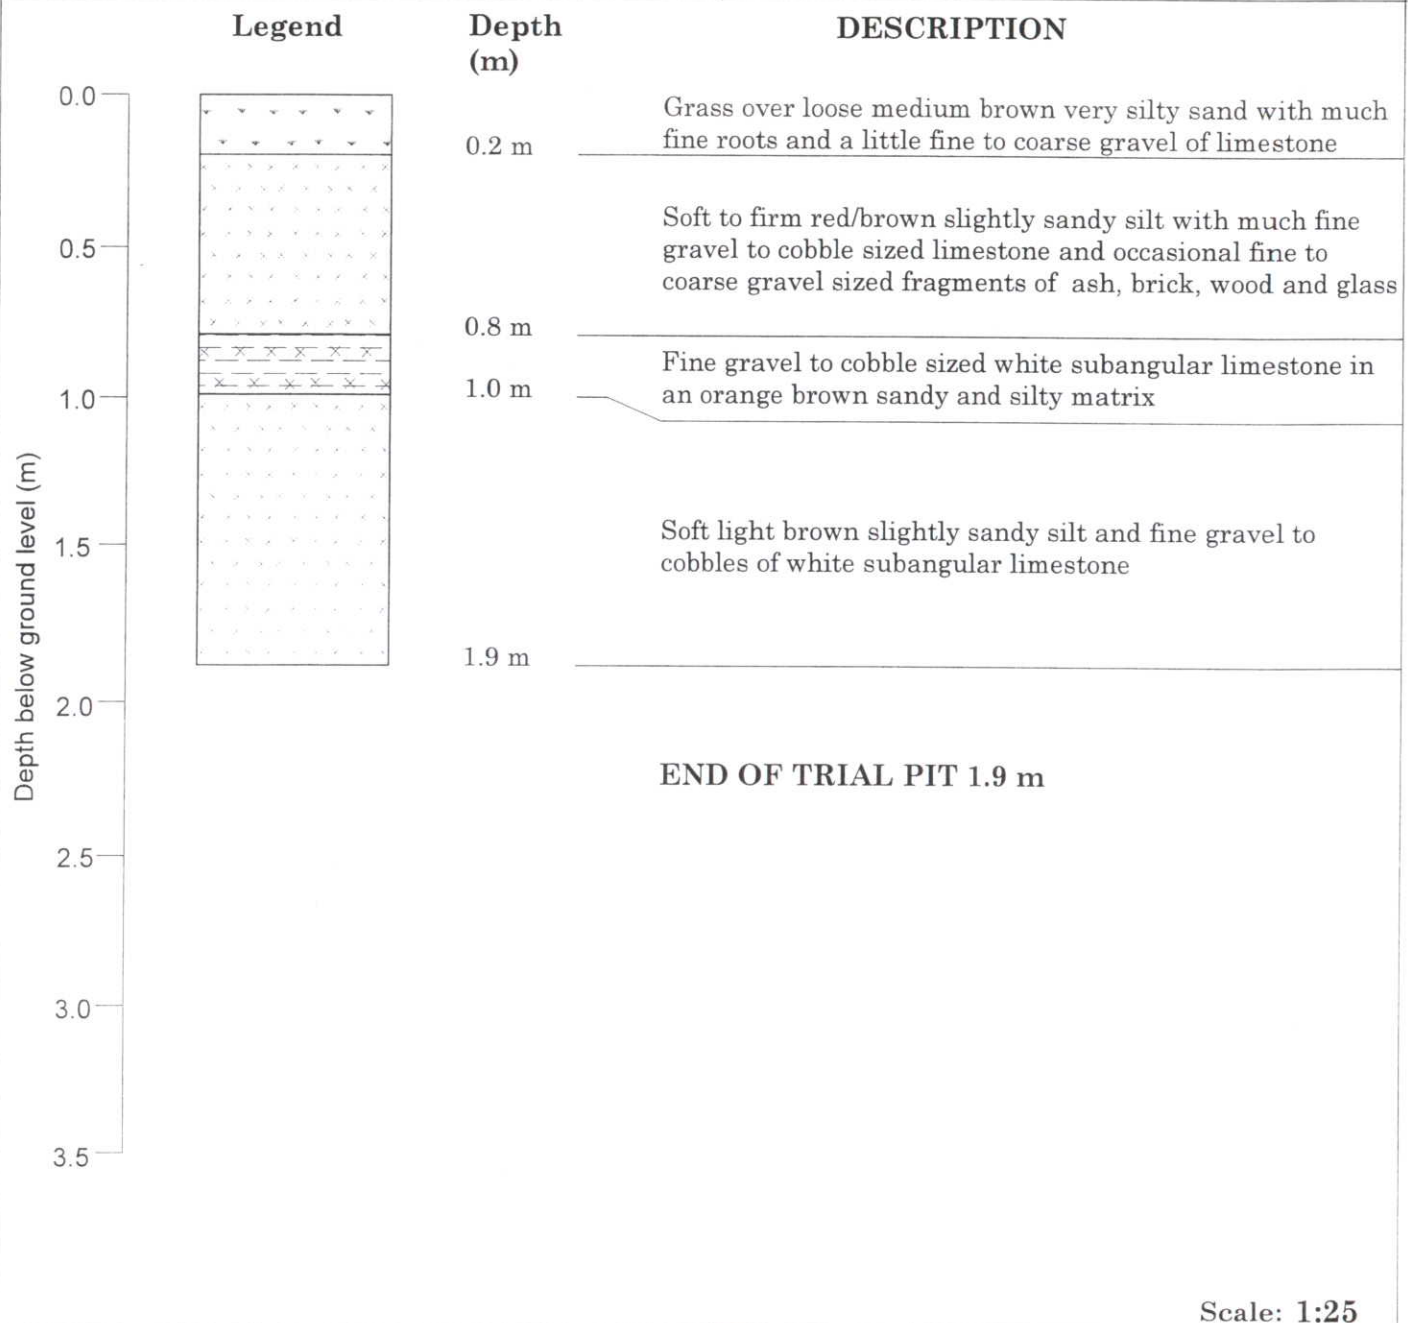 Legend
Depth
(m)
DESCRIPTION
0.0
Grass over loose medium brown very silty sand with much
fine roots and a little fine to coarse gravel of limestone
0.2 m
Soft to firm red/brown slightly sandy silt with much fine
gravel to cobble sized limestone and occasional fine to
coarse gravel sized fragments of ash, brick, wood and glass
0.5
0.8 m
Fine gravel to cobble sized white subangular limestone in
an orange brown sandy and silty matrix
1.0 m
1.0
Depth below ground level (m)
Soft light brown slightly sandy silt and fine gravel to
cobbles of white subangular limestone
1.5
1.9 m
2.0
END OF TRIAL PIT 1.9 m
2.5
3.0
3.5
Scale: 1:25